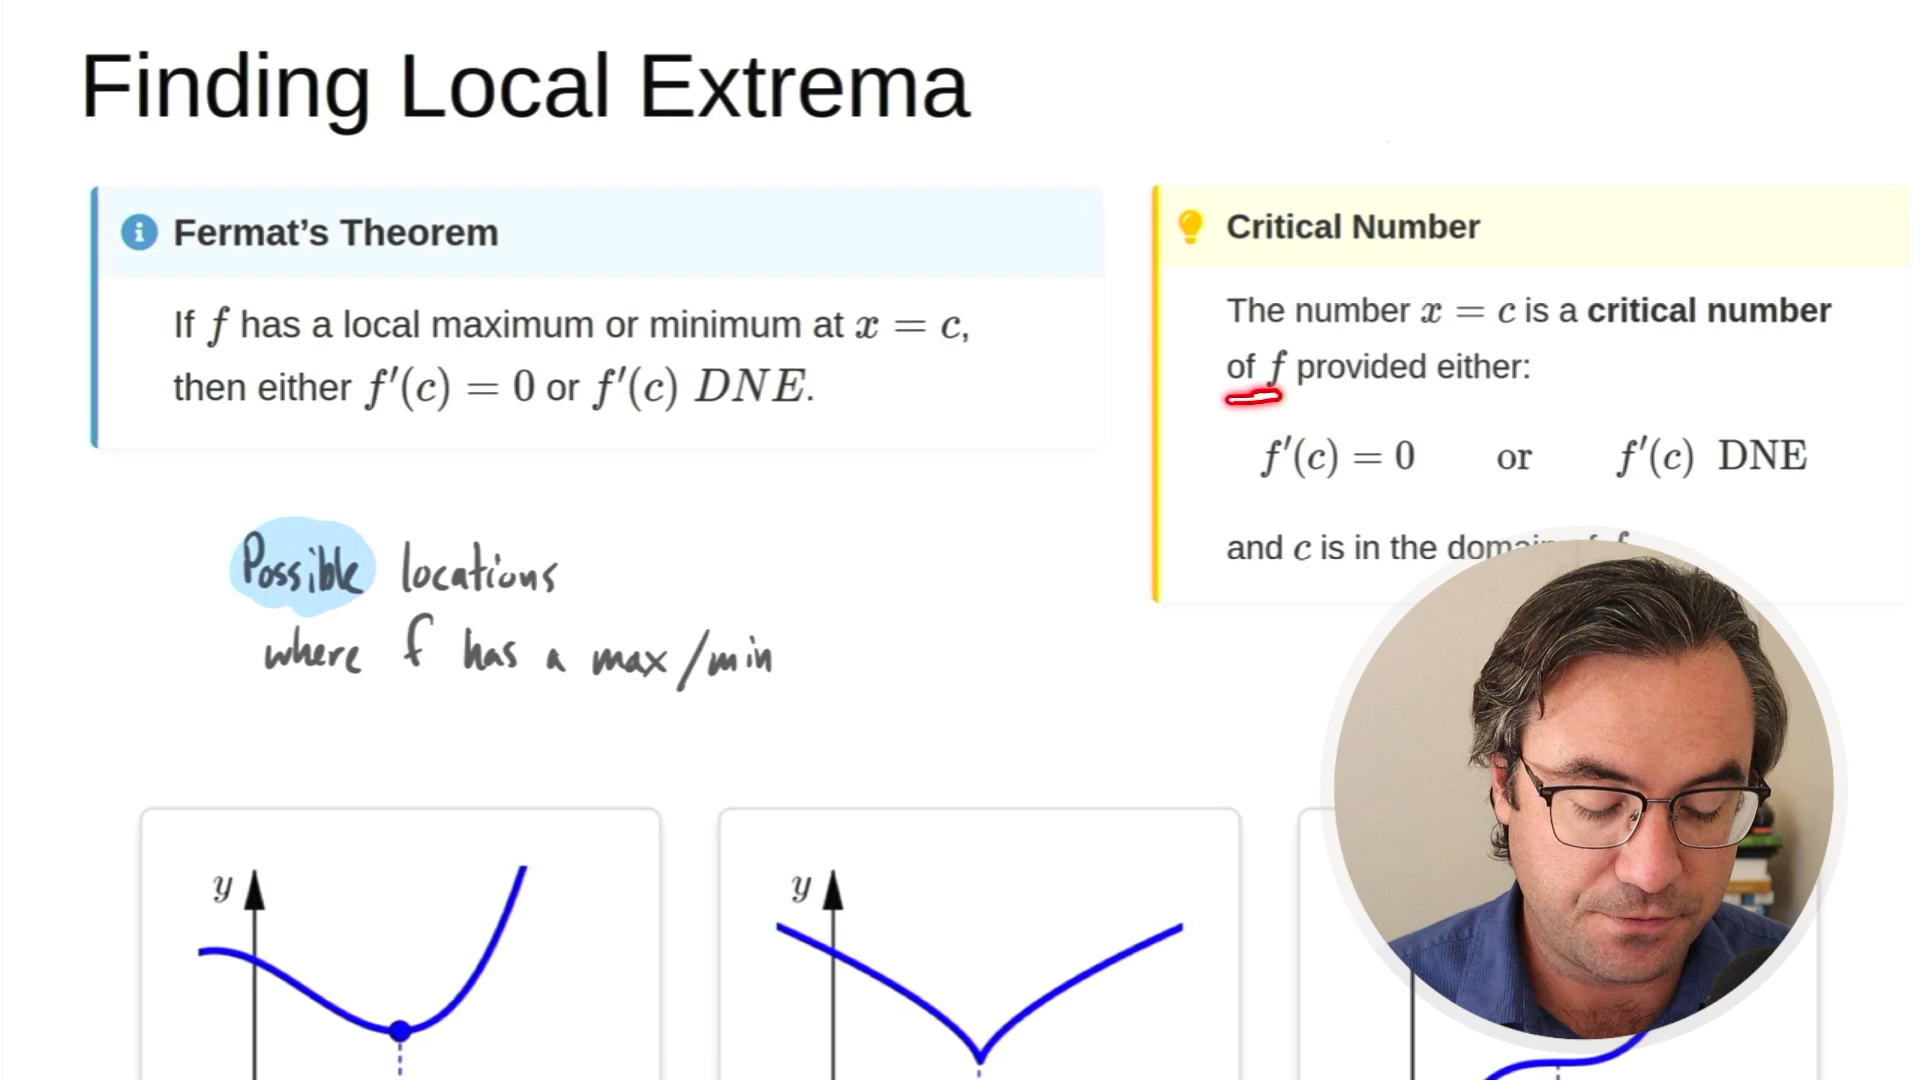 Finding Local Extrema
Fermat's Theorem
If f has a local maximum or minimum at x = c,
then either f′(c) = 0 or f′(c) DNE.
Critical Number
The number x = c is a critical number
of f provided either:
f′(c) = 0 or f′(c) DNE
and c is in the
Possible locations
where f has a max/min
y
y